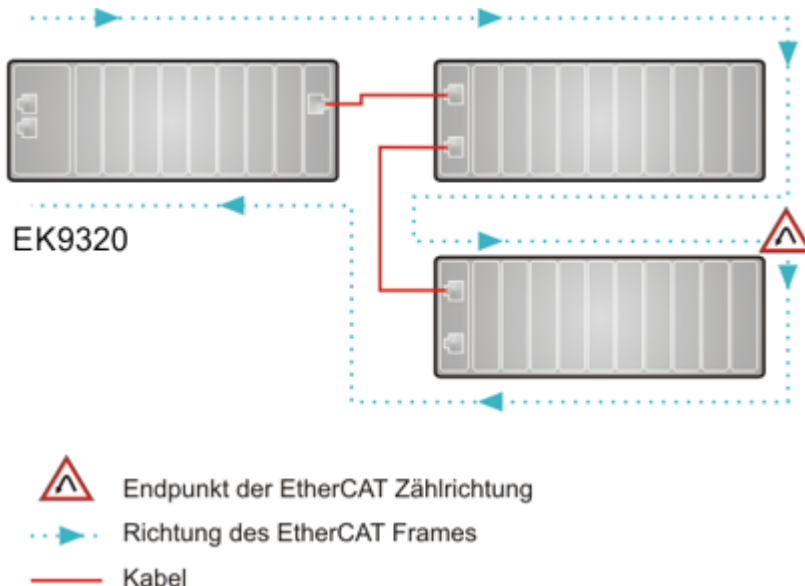 EK9320
Endpunkt der EtherCAT Zählrichtung
Richtung des EtherCAT Frames
Kabel